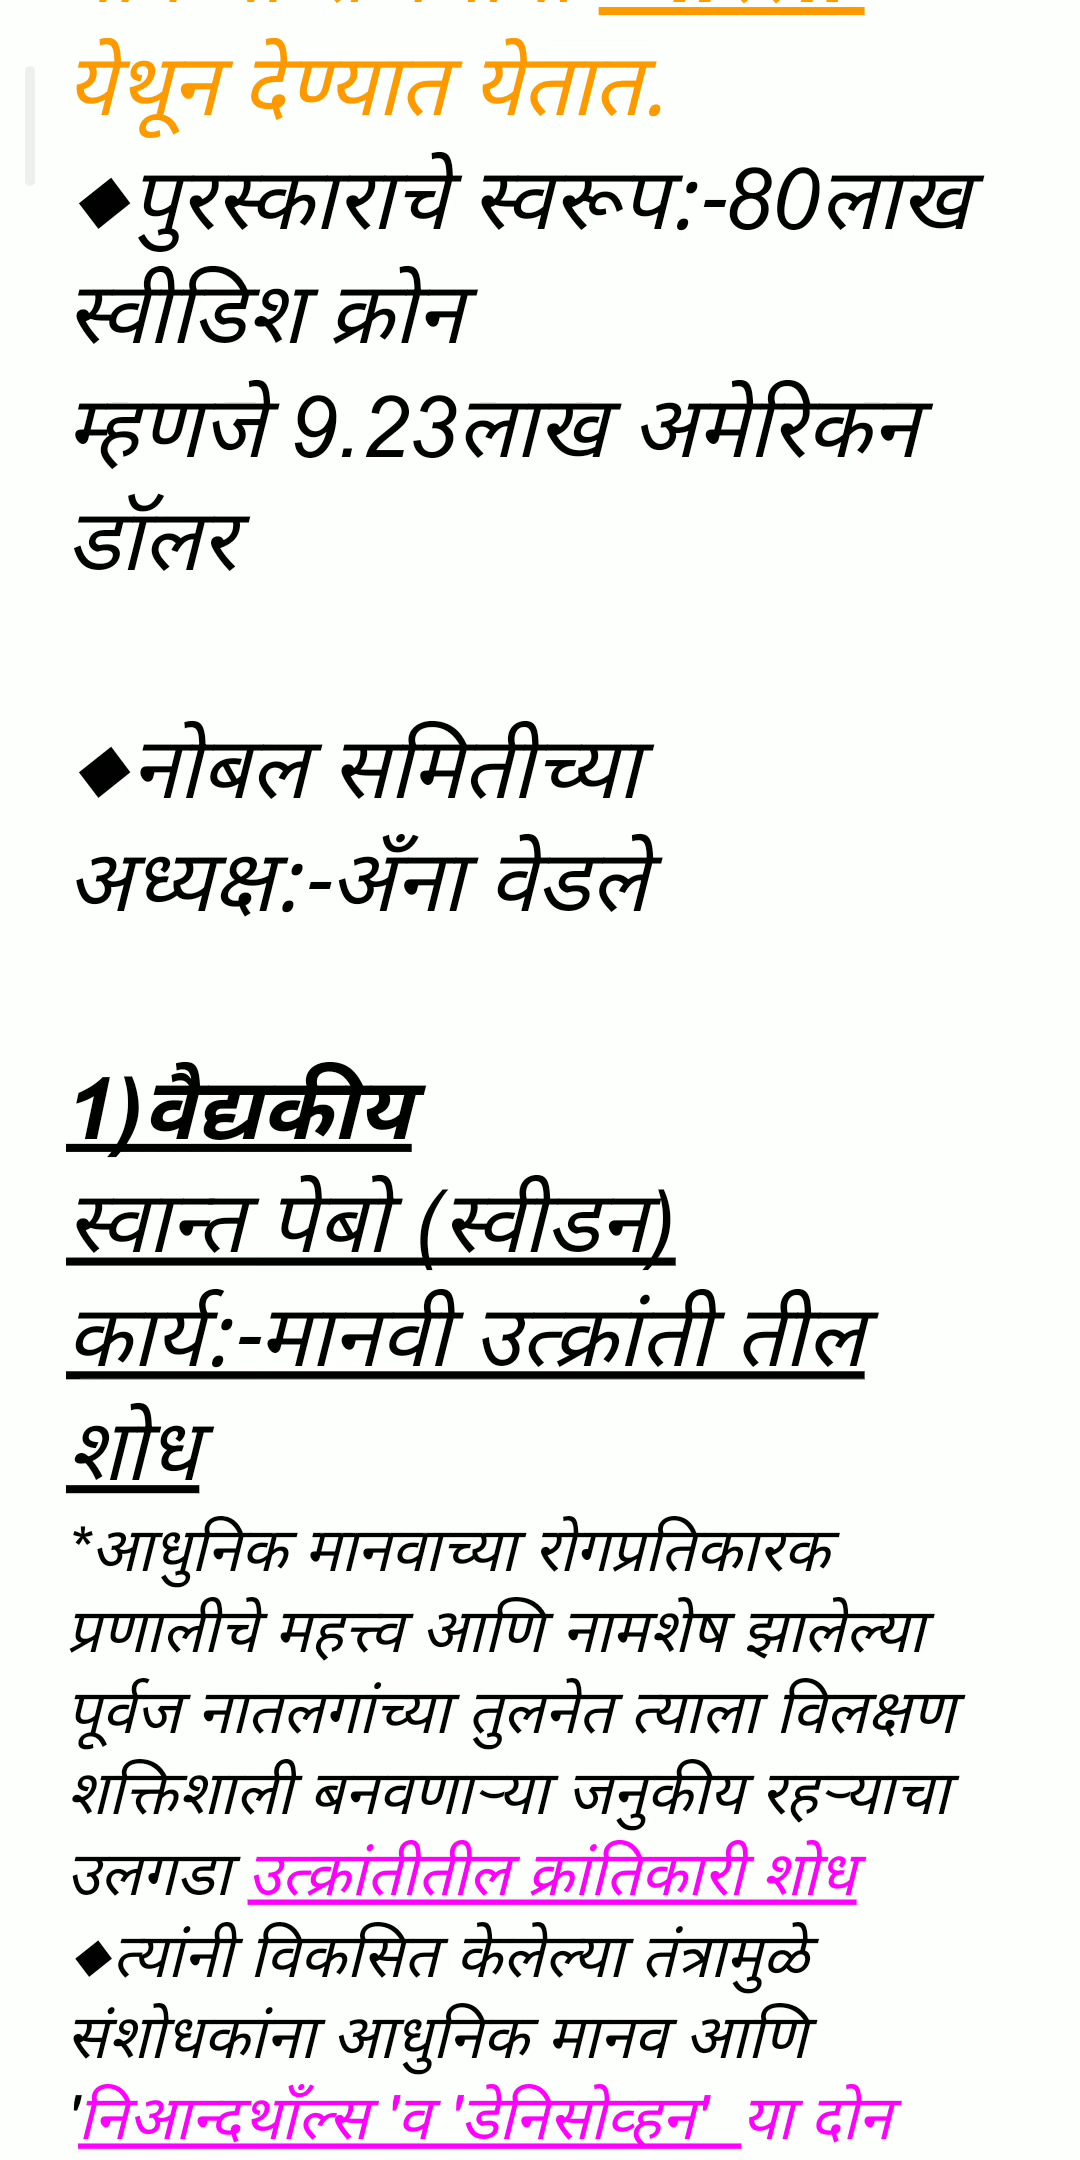 येथून देण्यात येतात.
◆पुरस्काराचे स्वरूप:-80लाख
स्वीडिश क्रोन
म्हणजे 9.23लाख अमेरिकन
डॉलर
◆नोबल समितीच्या
अध्यक्ष:-अँना वेडले
1)वैद्यकीय
स्वान्त पेबो (स्वीडन)
कार्य:-मानवी उत्क्रांती तील
शोध
*आधुनिक मानवाच्या रोगप्रतिकारक
प्रणालीचे महत्त्व आणि नामशेष झालेल्या
पूर्वज नातलगांच्या तुलनेत त्याला विलक्षण
शक्तिशाली बनवणाऱ्या जनुकीय रहऱ्याचा
उलगडा उत्क्रांतीतील क्रांतिकारी शोध
◆त्यांनी विकसित केलेल्या तंत्रामुळे
संशोधकांना आधुनिक मानव आणि
'निआन्दथाँल्स 'व 'डेनिसोव्हन' या दोन